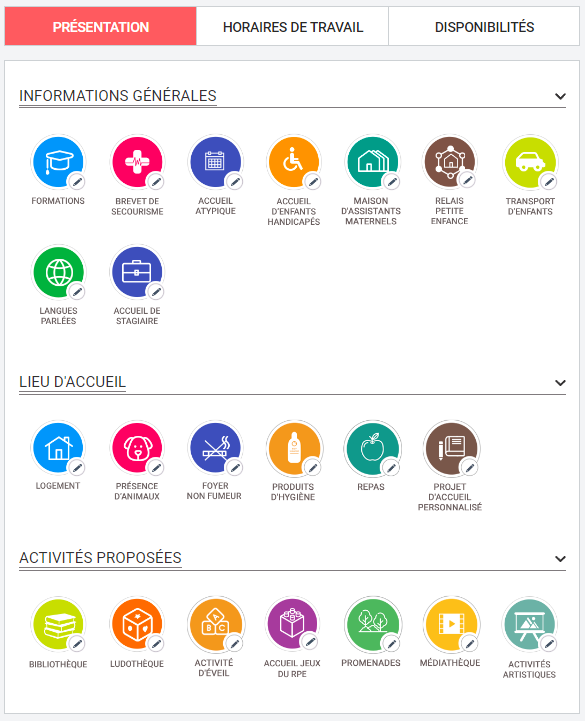 PRÉSENTATION
HORAIRES DE TRAVAIL
DISPONIBILITÉS
INFORMATIONS GÉNÉRALES
FORMATIONS
BREVET DE
SECOURISME
ACCUEIL
ATYPIQUE
ACCUEIL
D'ENFANTS
HANDICAPÉS
MAISON
D'ASSISTANTS
MATERNELS
RELAIS
PETITE
ENFANCE
TRANSPORT
D'ENFANTS
LANGUES
PARLÉES
ACCUEIL DE
STAGIAIRE
LIEU D'ACCUEIL
LOGEMENT
PRÉSENCE
D'ANIMAUX
FOYER
NON FUMEUR
PRODUITS
D'HYGIÈNE
REPAS
PROJET
D'ACCUEIL
PERSONNALISÉ
ACTIVITÉS PROPOSÉES
BIBLIOTHÈQUE
LUDOTHÈQUE
A
B C
ACTIVITÉ
D'ÉVEIL
ACCUEIL JEUX
DU RPE
PROMENADES
MÉDIATHÈQUE
ACTIVITÉS
ARTISTIQUES